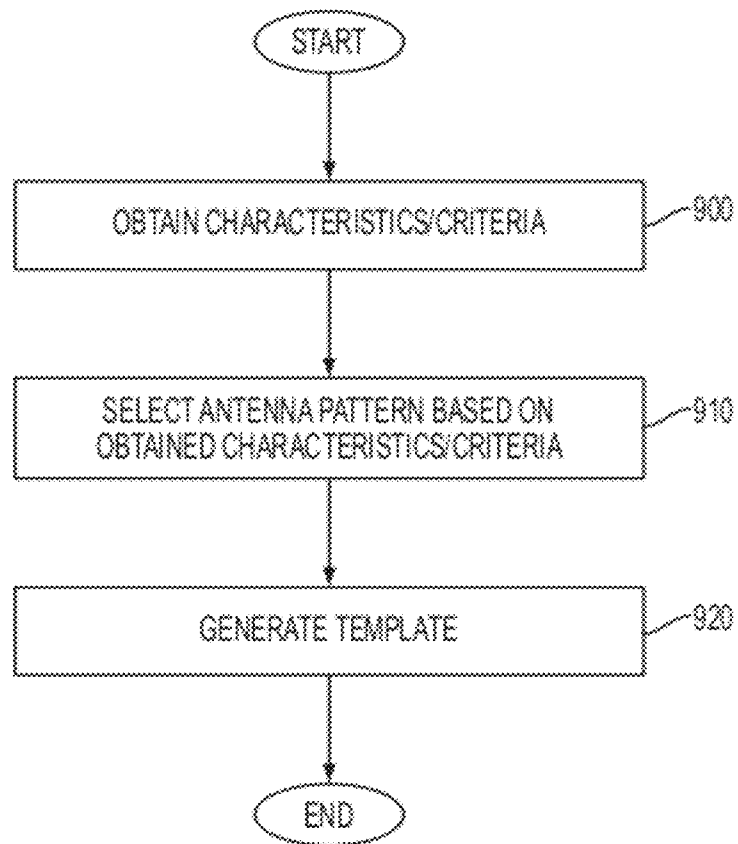 START
OBTAIN CHARACTERISTICS/CRITERIA
900
SELECT ANTENNA PATTERN BASED ON
OBTAINED CHARACTERISTICS/CRITERIA
910
GENERATE TEMPLATE
920
END